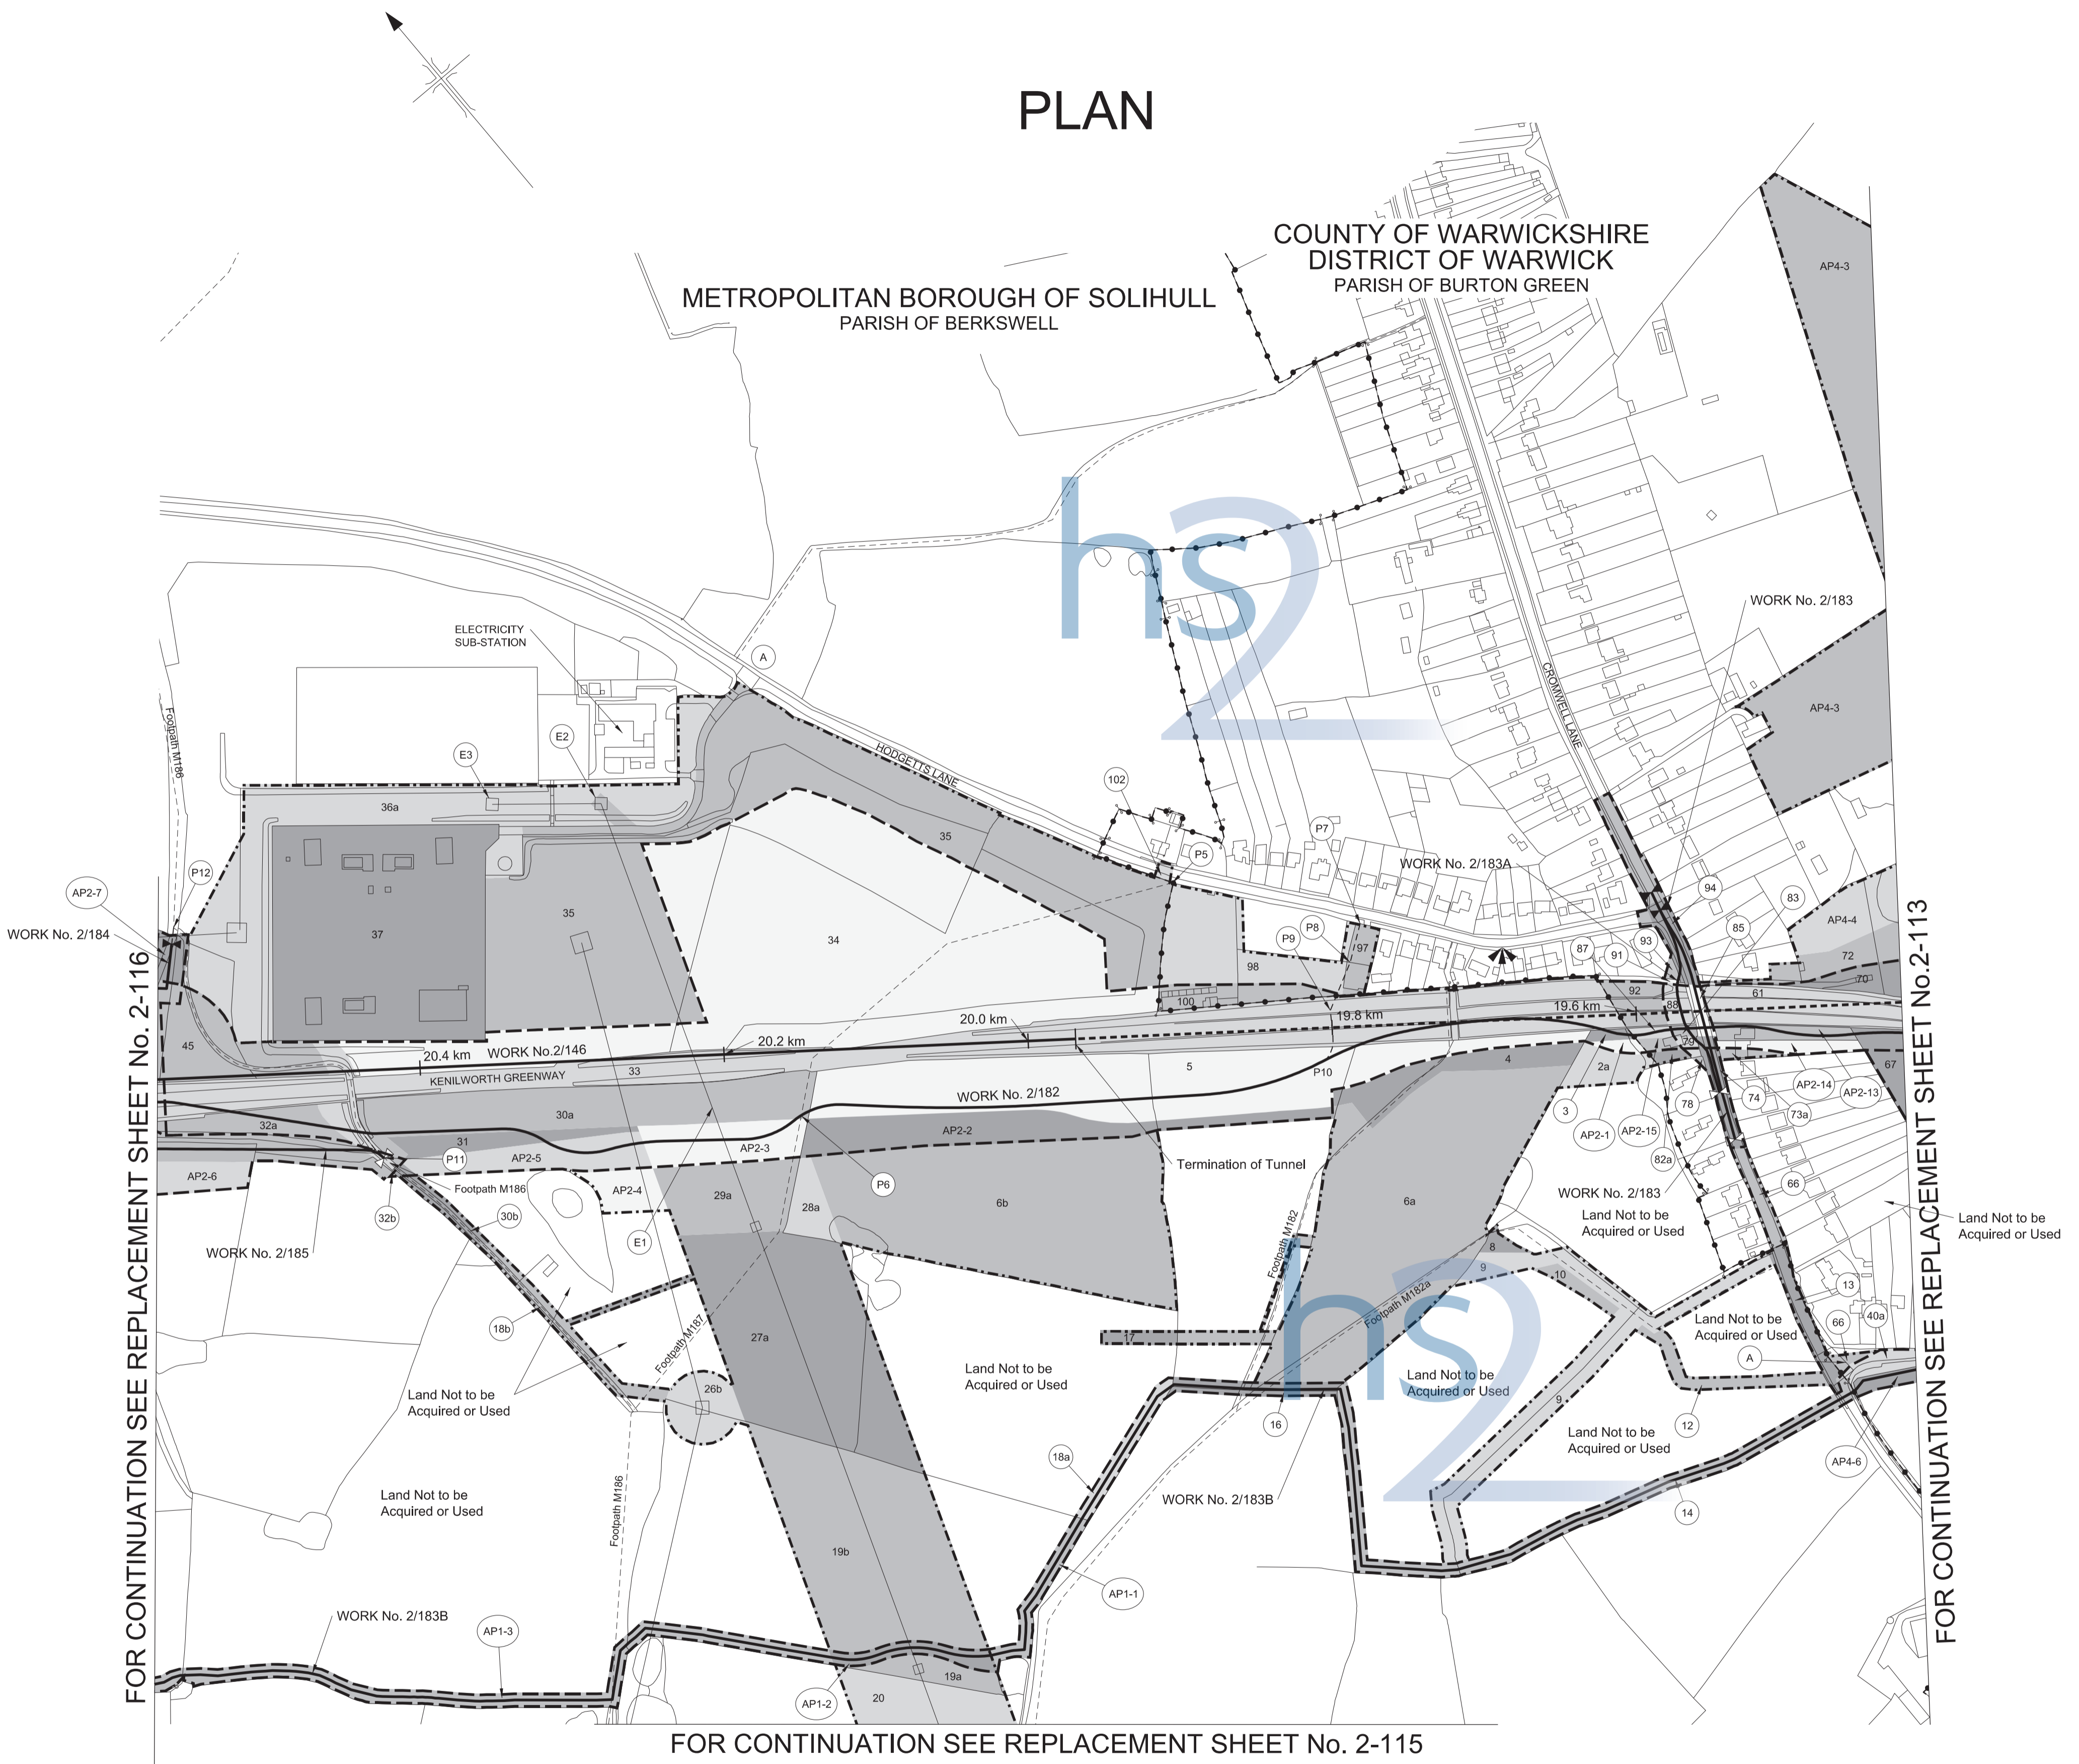 PLAN
COUNTY OF WARWICKSHIRE
DISTRICT OF WARWICK
PARISH OF BURTON GREEN
METROPOLITAN BOROUGH OF SOLIHULL
PARISH OF BERKSWELL
AP4-3
hs2
WORK No. 2/183
ELECTRICITY
SUB-STATION
A
CROMWELL LANE
AP4-3
Footpath M186
E3
E2
HODGETTS LANE
102
36a
35
P7
P5
WORK No. 2/183A
P12
AP2-7
94
83
WORK No. 2/184
37
35
34
P9
P8
97
87
91
93
85
AP4-4
98
72
70
100
92
88
61
45
20.4 km
WORK No.2/146
20.2 km
20.0 km
19.8 km
19.6 km
79
KENILWORTH GREENWAY
33
5
P10
4
2a
67
WORK No. 2/182
30a
32a
31
P11
AP2-5
AP2-3
AP2-2
3
AP2-1
AP2-15
78
74
73a
AP2-14
AP2-13
82a
Termination of Tunnel
AP2-6
Footpath M186
AP2-4
29a
28a
P6
6b
6a
WORK No. 2/183
66
32b
30b
E1
WORK No. 2/185
Footpath M182
Land Not to be
Acquired or Used
Land Not to be
Acquired or Used
8
9
10
13
18b
Footpath M187
27a
17
Footpath M182a
hs2
Land Not to be
Acquired or Used
66
40a
A
Land Not to be
Acquired or Used
26b
Land Not to be
Acquired or Used
Land Not to be
Acquired or Used
9
12
16
Land Not to be
Acquired or Used
18a
AP4-6
Land Not to be
Acquired or Used
Footpath M186
WORK No. 2/183B
14
19b
AP1-1
WORK No. 2/183B
AP1-3
19a
AP1-2
20
FOR CONTINUATION SEE REPLACEMENT SHEET No. 2-116
FOR CONTINUATION SEE REPLACEMENT SHEET No.2-113
FOR CONTINUATION SEE REPLACEMENT SHEET No. 2-115